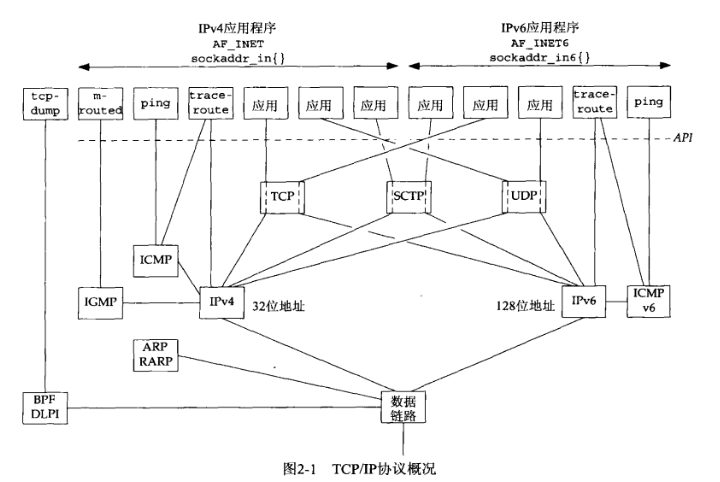 IPv4应用程序
AF_INET
sockaddr_in{}
IPv6应用程序
AF_INET6
sockaddr_in6{}
tcp-
dump
m-
routed
ping
trace-
route
应用
应用
应用
应用
应用
应用
trace-
route
ping
API
TCP
SCTP
UDP
ICMP
IGMP
IPv4
32位地址
128位地址
IPv6
ICMP
v6
ARP
RARP
BPF
DLPI
数据
链路
图2-1 TCP/IP协议概况